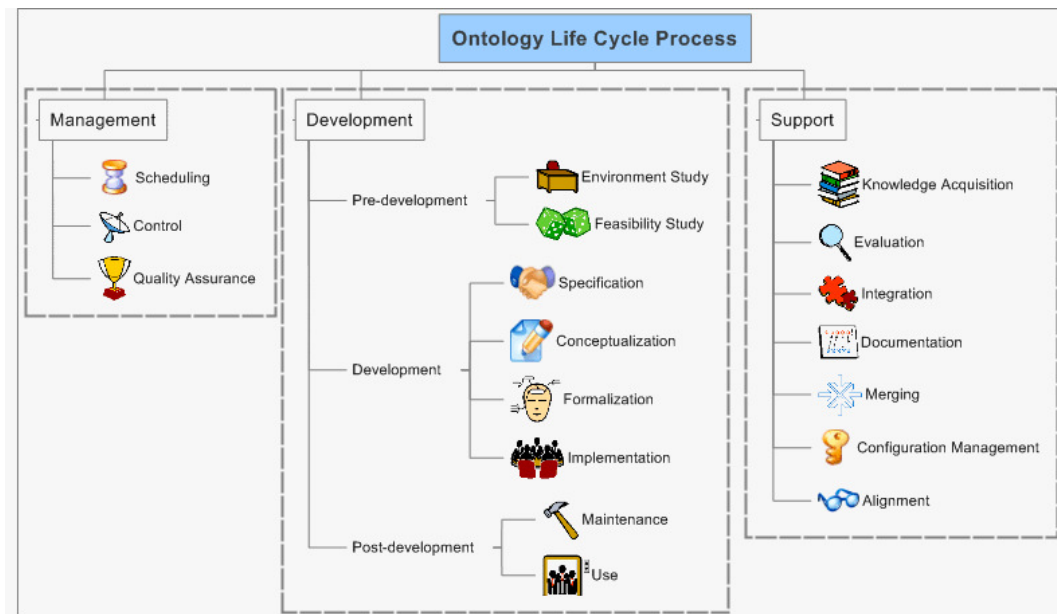 Ontology Life Cycle Process
Management
Scheduling
Control
Quality Assurance
Development
Pre-development
Environment Study
Feasibility Study
Development
Specification
Conceptualization
Formalization
Implementation
Post-development
Maintenance
Use
Support
Knowledge Acquisition
Evaluation
Integration
Documentation
Merging
Configuration Management
Alignment